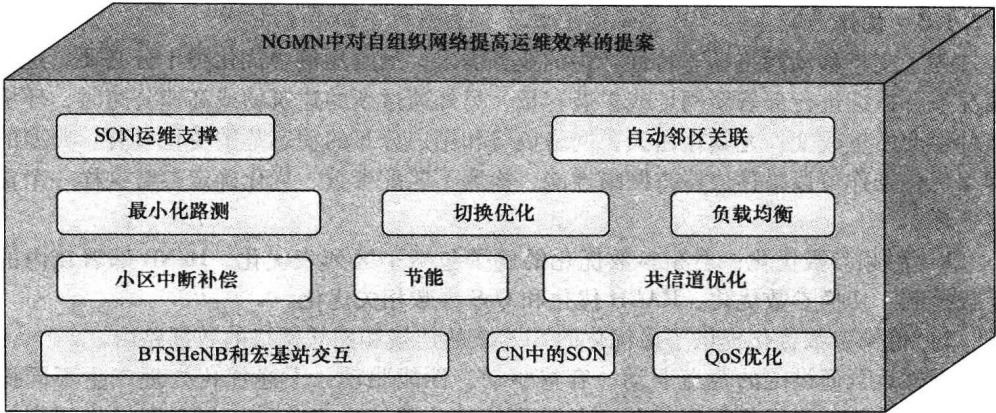 NGMN中对自组织网络提高运维效率的提案
SON运维支撑
自动邻区关联
最小化路测
切换优化
负载均衡
小区中断补偿
节能
共信道优化
BTSHeNB和宏基站交互
CN中的SON
QoS优化